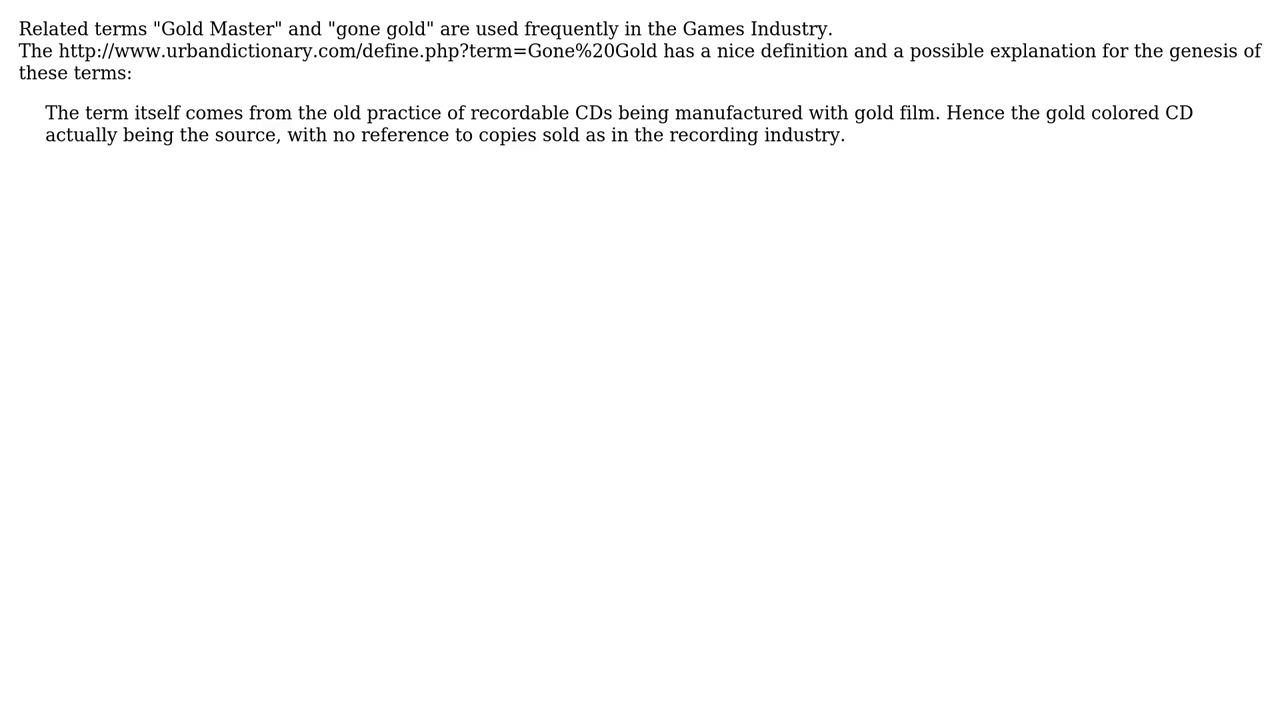 Related terms "Gold Master" and "gone gold" are used frequently in the Games Industry.
The http://www.urbandictionary.com/define.php?term=Gone%20Gold has a nice definition and a possible explanation for the genesis of
these terms:
The term itself comes from the old practice of recordable CDs being manufactured with gold film. Hence the gold colored CD
actually being the source, with no reference to copies sold as in the recording industry.